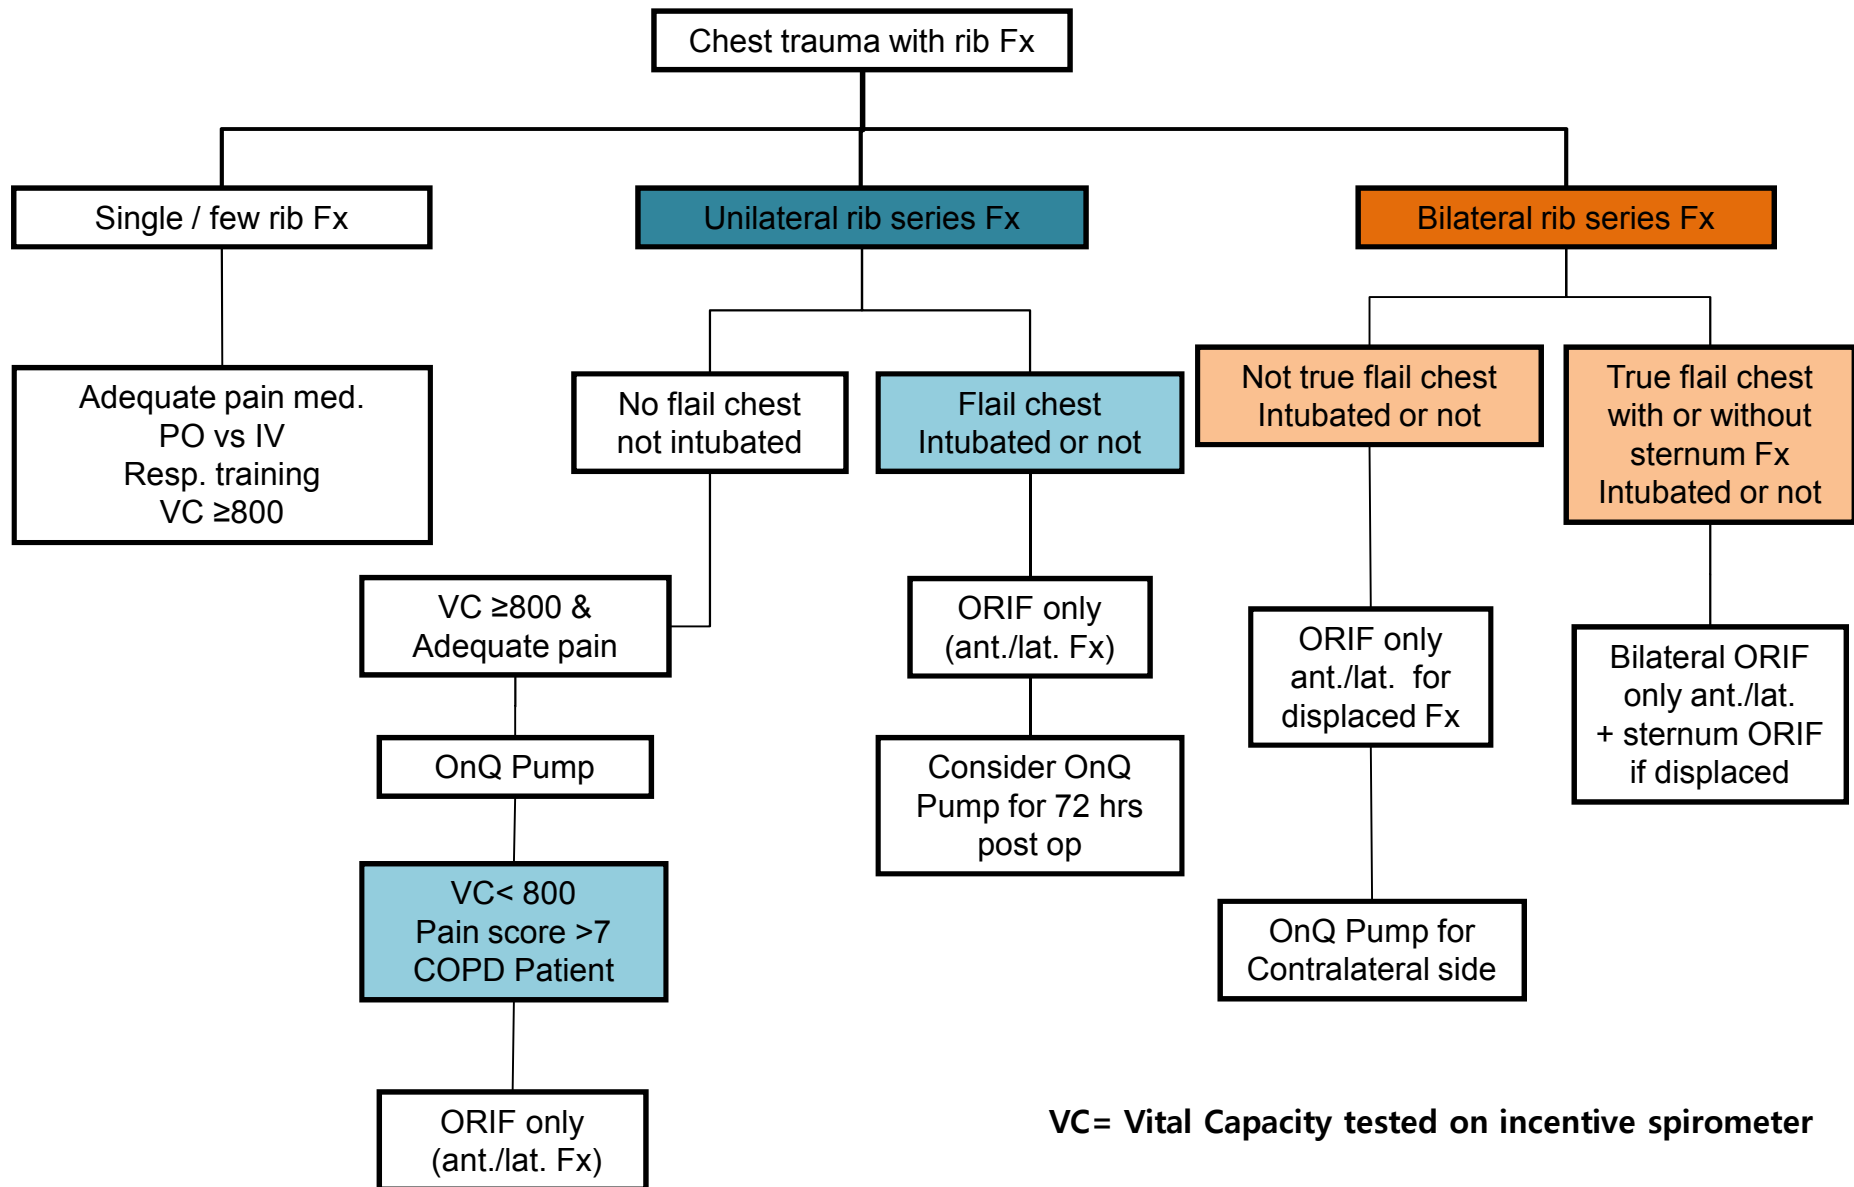 Chest trauma with rib Fx
Single / few rib Fx
Unilateral rib series Fx
Bilateral rib series Fx
Adequate pain med.
PO vs IV
Resp. training
VC ≥800
No flail chest
not intubated
Flail chest
Intubated or not
Not true flail chest
Intubated or not
True flail chest
with or without
sternum Fx
Intubated or not
VC ≥800 &
Adequate pain
ORIF only
(ant./lat. Fx)
ORIF only
ant./lat. for
displaced Fx
Bilateral ORIF
only ant./lat.
+ sternum ORIF
if displaced
OnQ Pump
Consider OnQ
Pump for 72 hrs
post op
VC< 800
Pain score >7
COPD Patient
OnQ Pump for
Contralateral side
ORIF only
(ant./lat. Fx)
VC= Vital Capacity tested on incentive spirometer